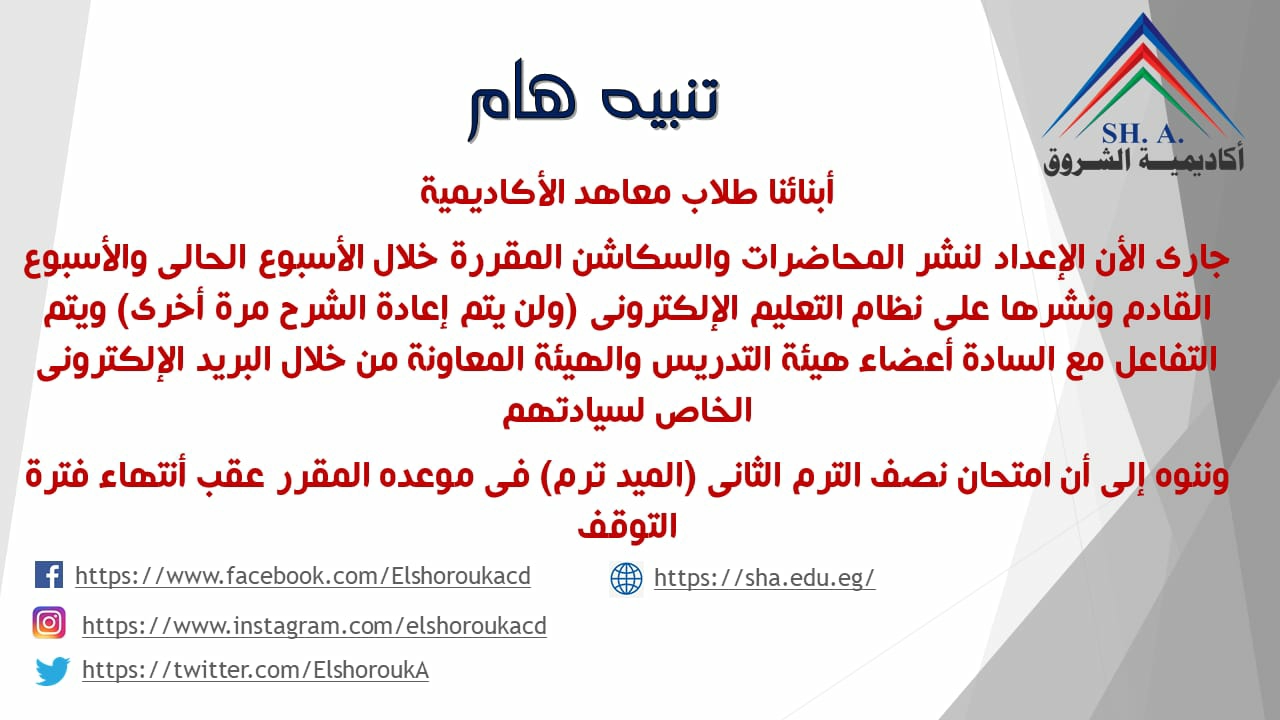 SH. A.
أكاديميـة الشـروق
تنبيه هام
أبنائنا طلاب معاهد الأكاديمية
جارى الأن الإعداد لنشر المحاضرات والسكاشن المقررة خلال الأسبوع الحالى والأسبوع
القادم ونشرها على نظام التعليم الإلكترونى (ولن يتم إعادة الشرح مرة أخرى) ويتم
التفاعل مع السادة أعضاء هيئة التدريس والهيئة المعاونة من خلال البريد الإلكترونى
الخاص لسيادتهم
وننوه إلى أن امتحان نصف الترم الثانى (الميد ترم) فى موعده المقرر عقب أنتهاء فترة
التوقف
https://www.facebook.com/Elshoroukacd
https://sha.edu.eg/
https://www.instagram.com/elshoroukacd
https://twitter.com/ElshoroukA